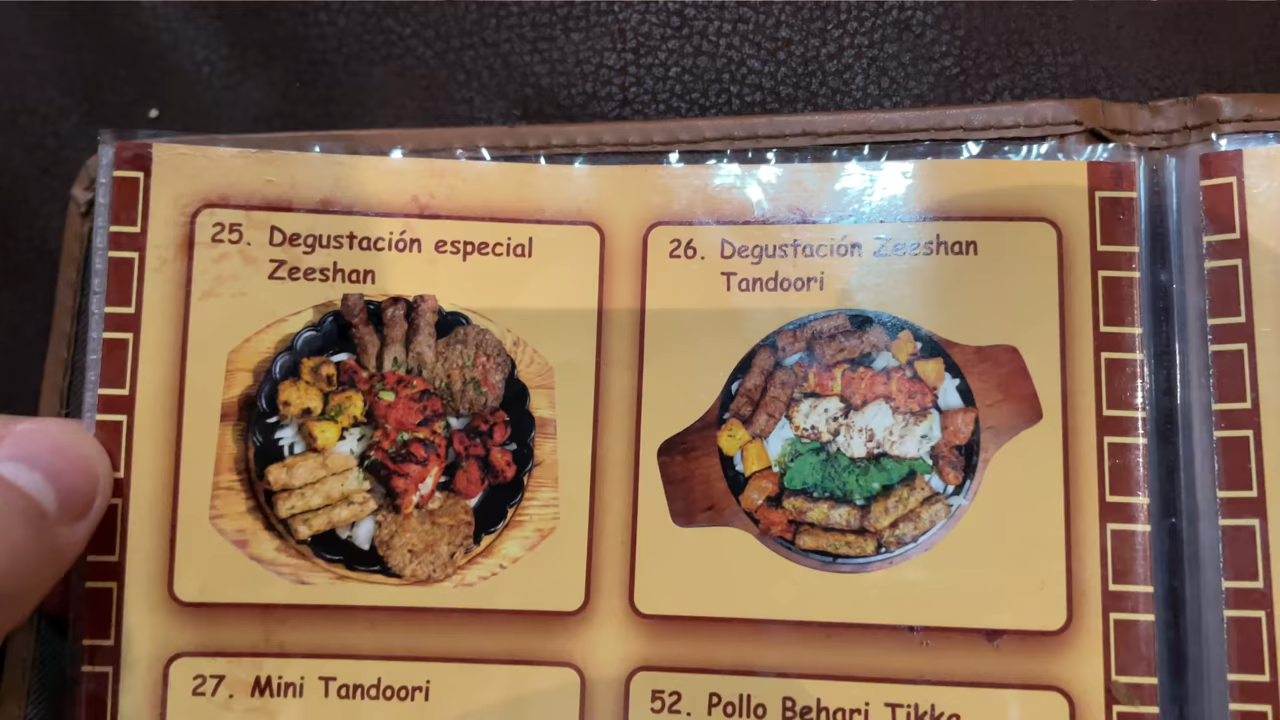 25. Degustación especial
Zeeshan
26. Degustación Zeeshan
Tandoori
27. Mini Tandoori
52. Pollo Behari Tikka